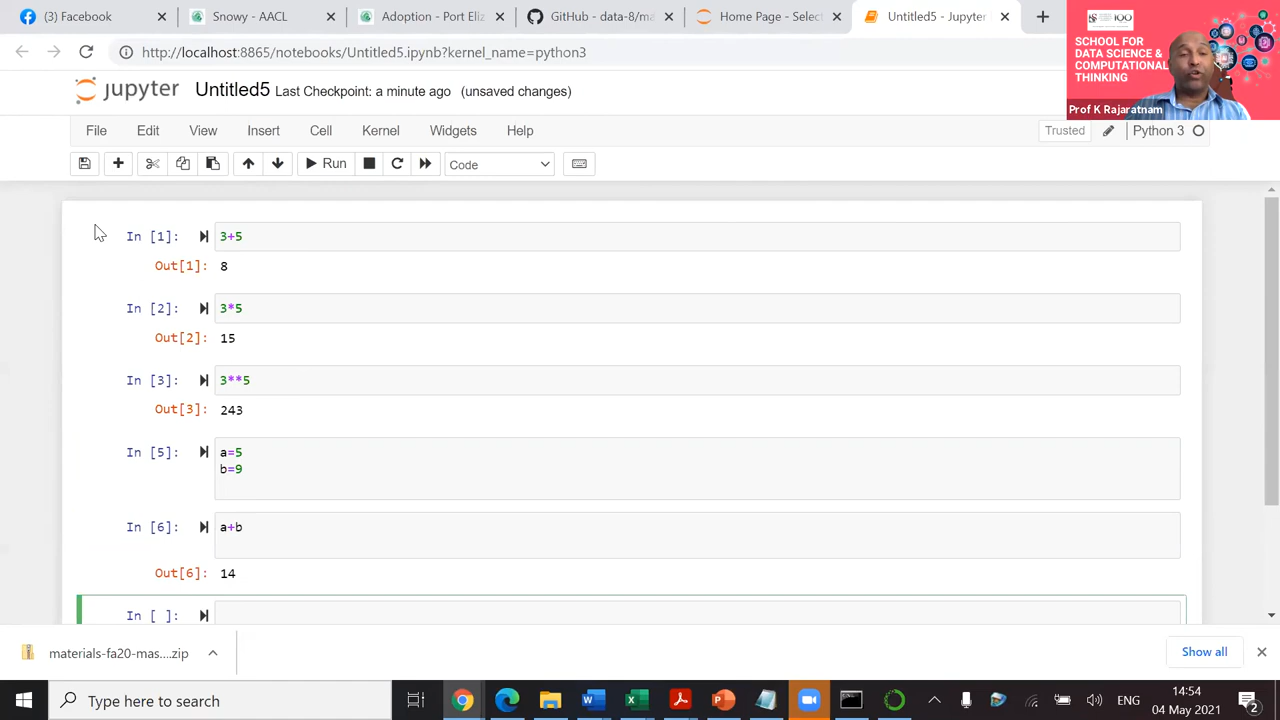 (3) Facebook
Snowy - AACL
Adoption - Port Eliz
GitHub - data-8/ma
Home Page - Select
Untitled5 - Jupyter
http://localhost:8865/notebooks/Untitled5.ipynb?kernel_name=python3
100
SCHOOL FOR
DATA SCIENCE &
COMPUTATIONAL
THINKING
Prof K Rajaratnam
jupyter Untitled5 Last Checkpoint: a minute ago (unsaved changes)
File Edit View Insert Cell Kernel Widgets Help
Trusted Python 3
Run Code
In [1]: 3+5
Out[1]: 8
In [2]: 3*5
Out[2]: 15
In [3]: 3**5
Out[3]: 243
In [5]: a=5
b=9
In [6]: a+b
Out[6]: 14
In [ ]:
materials-fa20-mas....zip
Show all
Type here to search
ENG
14:54
04 May 2021
2